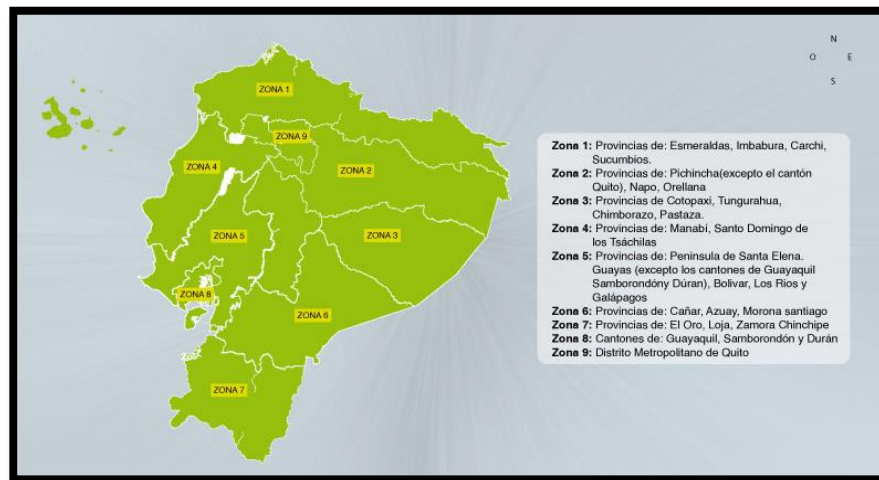 N
O E
S
ZONA 1
ZONA 9
ZONA 4
ZONA 2
ZONA 5
ZONA 3
ZONA 8
ZONA 6
ZONA 7
Zona 1: Provincias de: Esmeraldas, Imbabura, Carchi,
Sucumbios.
Zona 2: Provincias de: Pichincha(excepto el cantón
Quito), Napo, Orellana
Zona 3: Provincias de Cotopaxi, Tungurahua,
Chimborazo, Pastaza.
Zona 4: Provincias de: Manabí, Santo Domingo de
los Tsáchilas
Zona 5: Provincias de: Península de Santa Elena.
Guayas (excepto los cantones de Guayaquil
Samborondóny Dúran), Bolivar, Los Rios y
Galápagos
Zona 6: Provincias de: Cañar, Azuay, Morona santiago
Zona 7: Provincias de: El Oro, Loja, Zamora Chinchipe
Zona 8: Cantones de: Guayaquil, Samborondón y Durán
Zona 9: Distrito Metropolitano de Quito